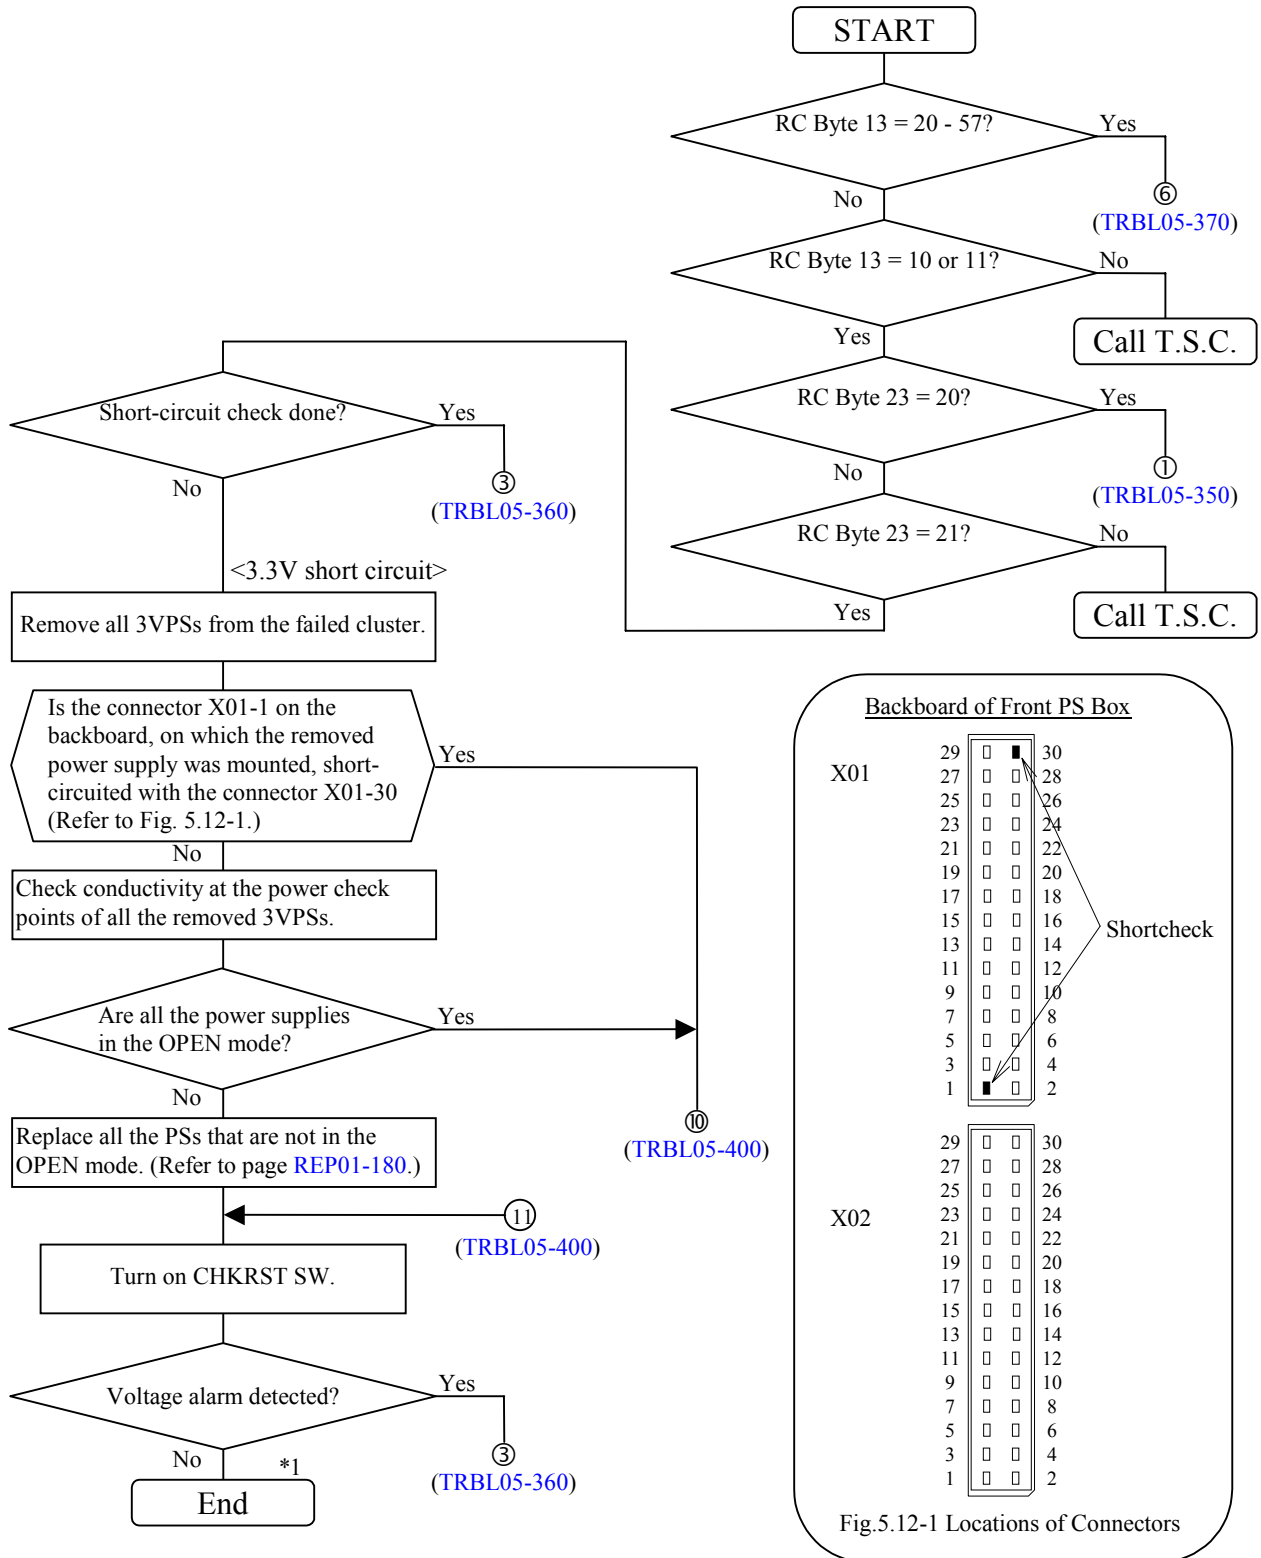 START
RC Byte 13 = 20 - 57?
Yes
⑥
(TRBL05-370)
No
RC Byte 13 = 10 or 11?
No
Call T.S.C.
Yes
RC Byte 23 = 20?
Yes
①
(TRBL05-350)
No
RC Byte 23 = 21?
No
Call T.S.C.
Yes
Short-circuit check done?
Yes
③
(TRBL05-360)
No
<3.3V short circuit>
Remove all 3VPSs from the failed cluster.
Is the connector X01-1 on the
backboard, on which the removed
power supply was mounted, short-
circuited with the connector X01-30
(Refer to Fig. 5.12-1.)
Yes
No
Check conductivity at the power check
points of all the removed 3VPSs.
Are all the power supplies
in the OPEN mode?
Yes
⑩
(TRBL05-400)
No
Replace all the PSs that are not in the
OPEN mode. (Refer to page REP01-180.)
⑪
(TRBL05-400)
Turn on CHKRST SW.
Voltage alarm detected?
Yes
③
(TRBL05-360)
No
*1
End
Backboard of Front PS Box
X01
29 30
27 28
25 26
23 24
21 22
19 20
17 18
15 16
13 14
11 12
9 10
7 8
5 6
3 4
1 2
Shortcheck
X02
29 30
27 28
25 26
23 24
21 22
19 20
17 18
15 16
13 14
11 12
9 10
7 8
5 6
3 4
1 2
Fig.5.12-1 Locations of Connectors